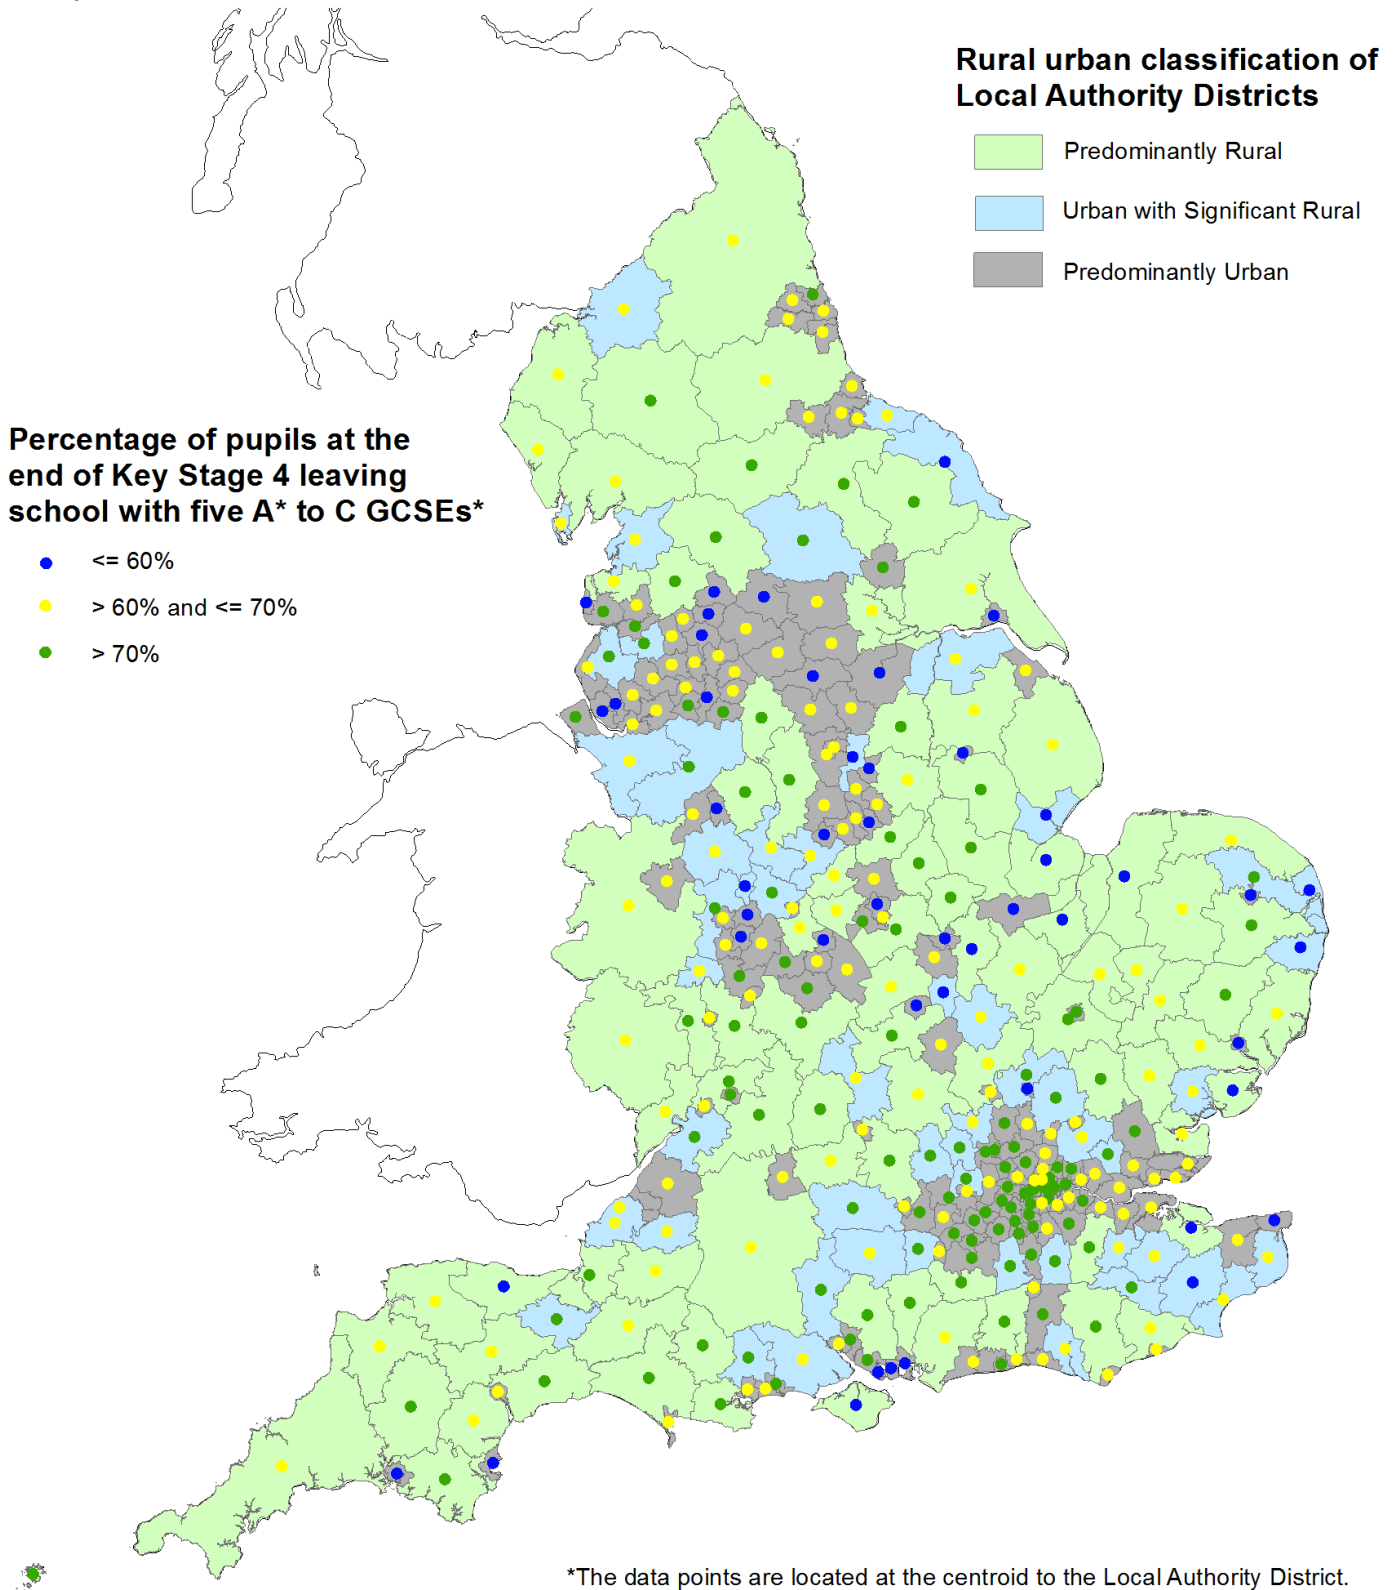 Rural urban classification of
Local Authority Districts
Predominantly Rural
Urban with Significant Rural
Predominantly Urban
Percentage of pupils at the
end of Key Stage 4 leaving
school with five A* to C GCSEs*
<= 60%
> 60% and <= 70%
> 70%
*The data points are located at the centroid to the Local Authority District.